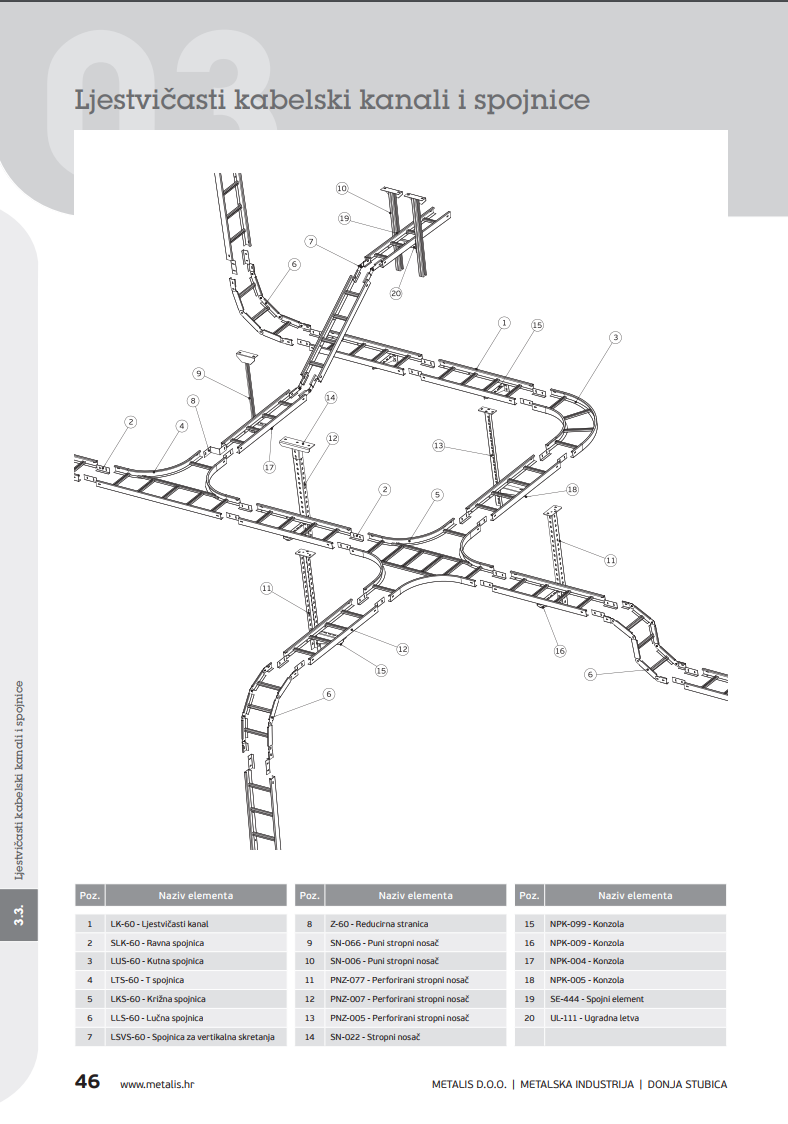 03
Ljestvičasti kabelski kanali i spojnice
10
19
7
6
20
1
15
3
9
8
14
2
4
12
17
13
2
5
18
11
11
12
16
15
6
6
Ljestvičasti kabelski kanali i spojnice
3.3.
Poz. Naziv elementa
1 LK-60 - Ljestvičasti kanal
2 SLK-60 - Ravna spojnica
3 LUS-60 - Kutna spojnica
4 LTS-60 - T spojnica
5 LKS-60 - Križna spojnica
6 LLS-60 - Lučna spojnica
7 LSVS-60 - Spojnica za vertikalna skretanja
Poz. Naziv elementa
8 Z-60 - Reducirna stranica
9 SN-066 - Puni stropni nosač
10 SN-006 - Puni stropni nosač
11 PNZ-077 - Perforirani stropni nosač
12 PNZ-007 - Perforirani stropni nosač
13 PNZ-005 - Perforirani stropni nosač
14 SN-022 - Stropni nosač
Poz. Naziv elementa
15 NPK-099 - Konzola
16 NPK-009 - Konzola
17 NPK-004 - Konzola
18 NPK-005 - Konzola
19 SE-444 - Spojni element
20 UL-111 - Ugradna letva
46 www.metalis.hr
METALIS D.O.O. | METALSKA INDUSTRIJA | DONJA STUBICA